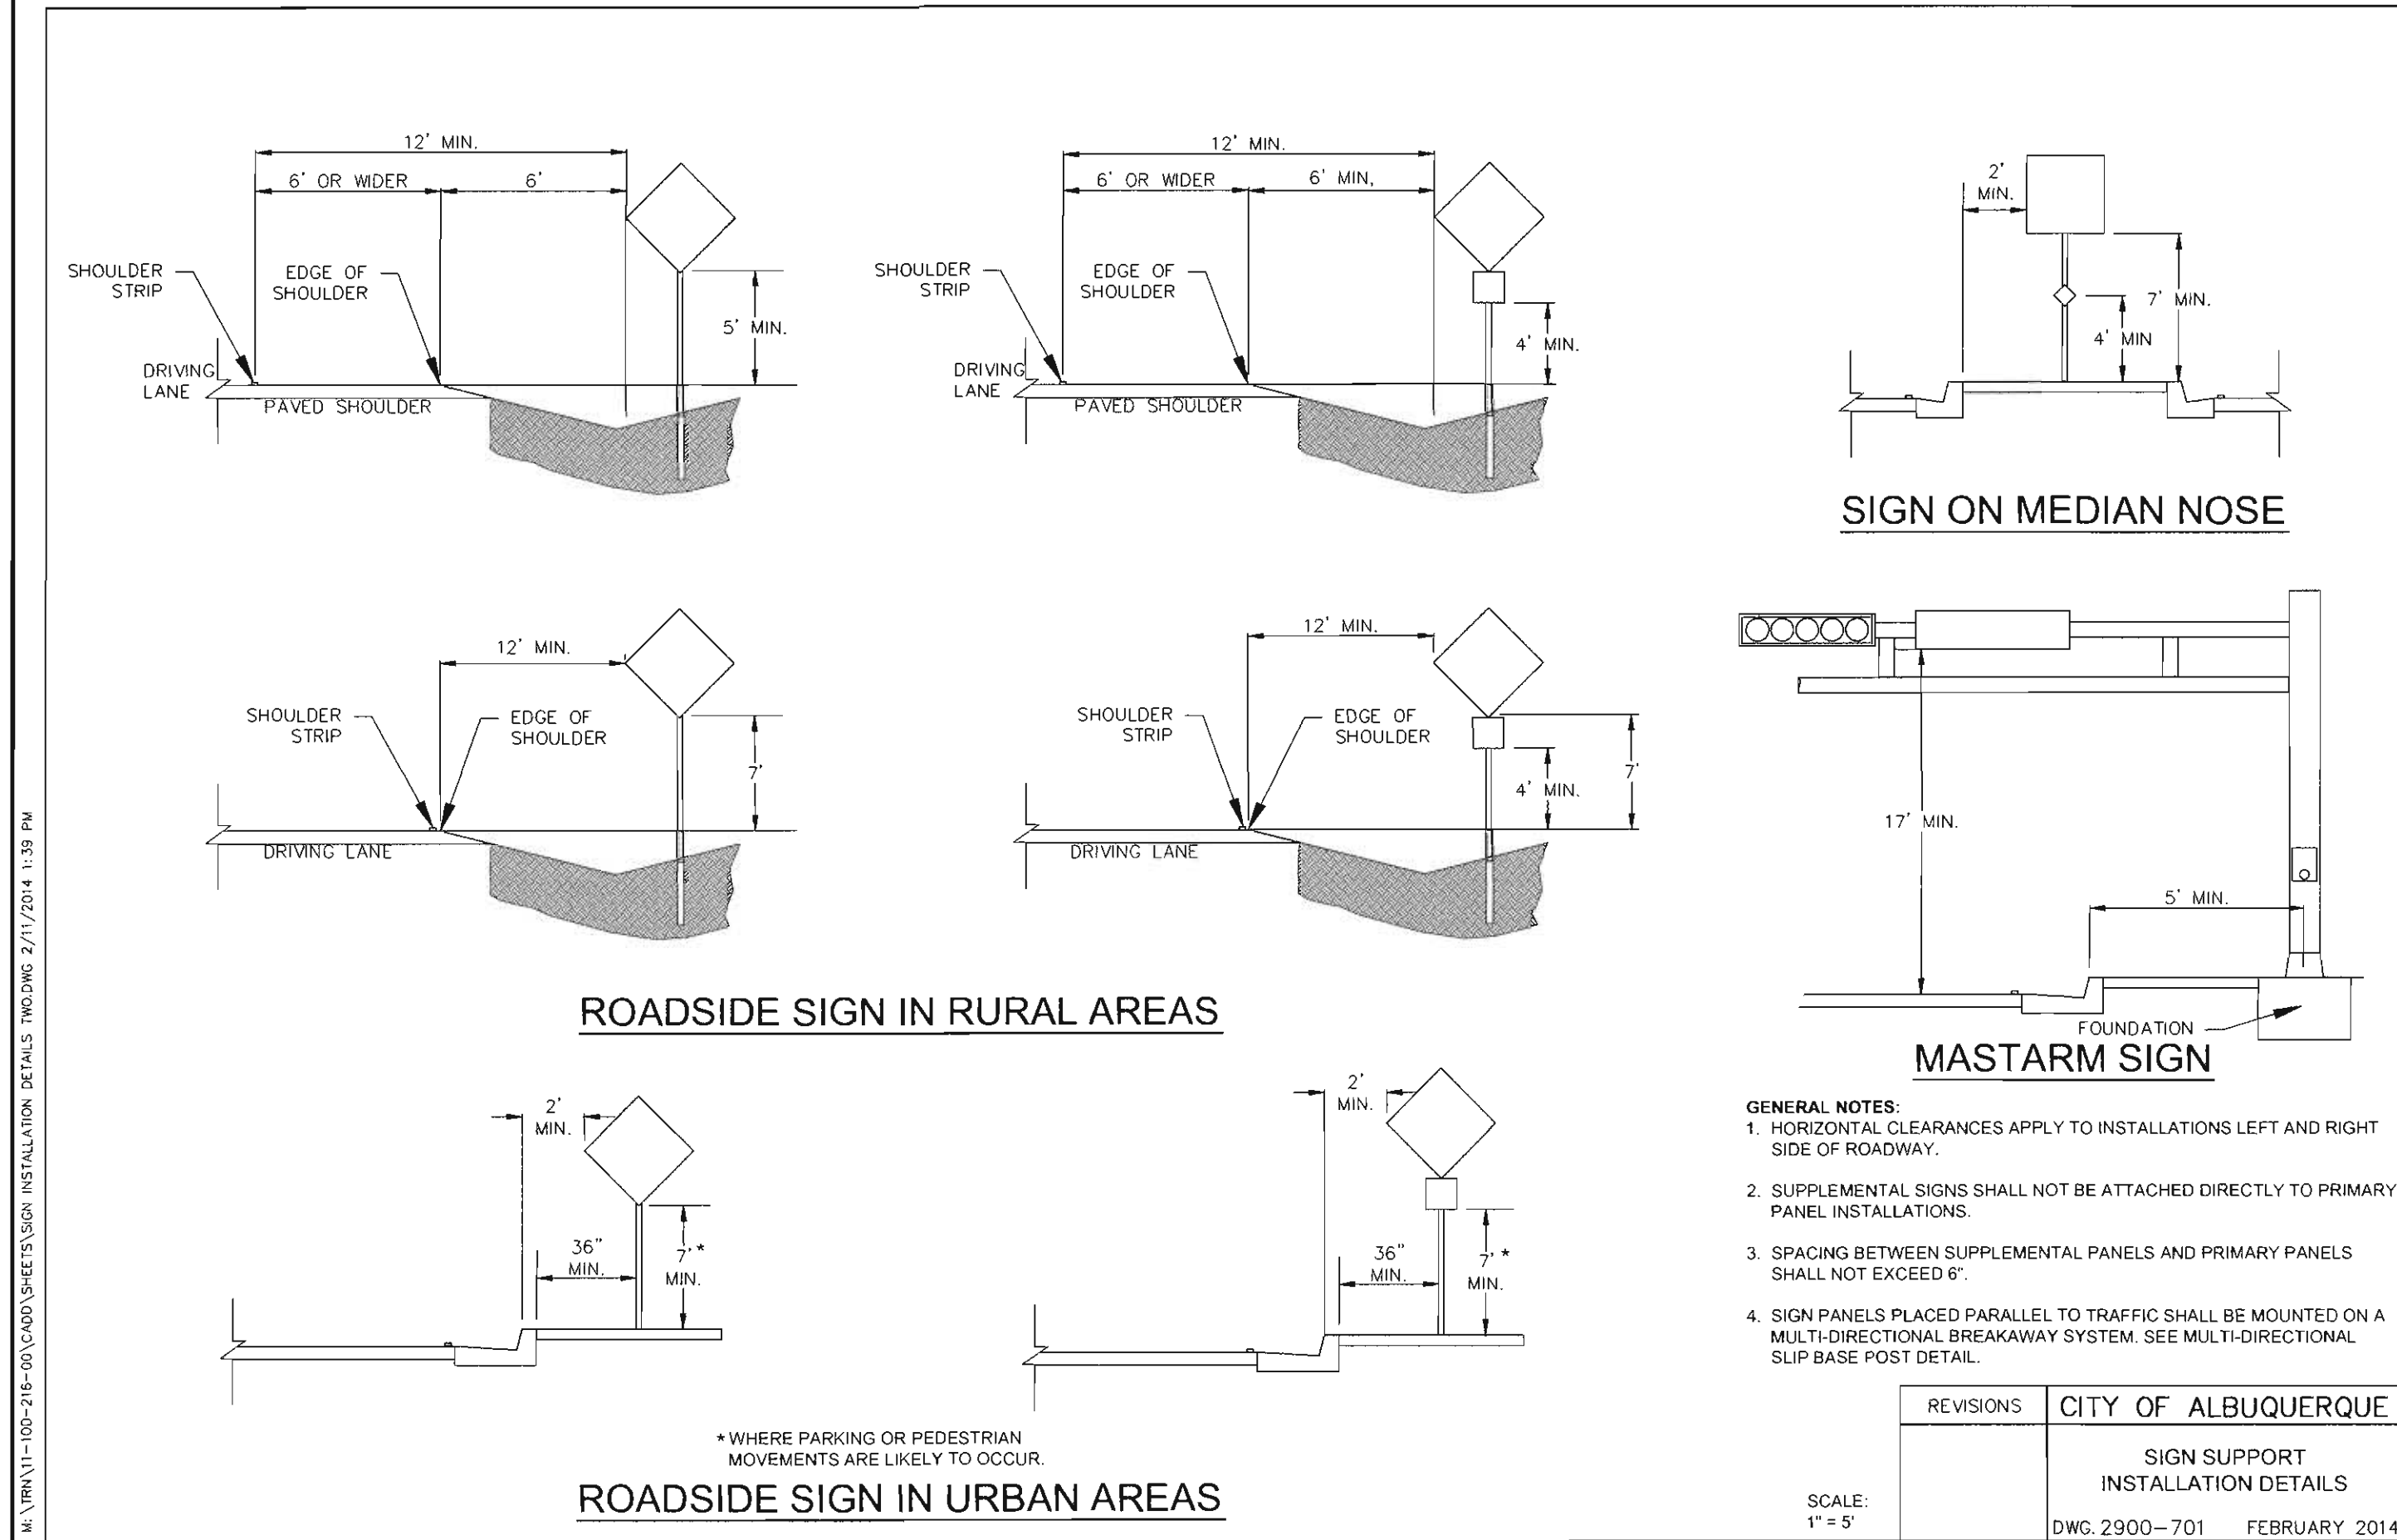 12' MIN.
6' OR WIDER
6'
SHOULDER
STRIP
EDGE OF
SHOULDER
5' MIN.
DRIVING
LANE
PAVED SHOULDER
12' MIN.
6' OR WIDER
6' MIN,
SHOULDER
STRIP
EDGE OF
SHOULDER
4' MIN.
DRIVING
LANE
PAVED SHOULDER
2'
MIN.
7' MIN.
4' MIN
SIGN ON MEDIAN NOSE
12' MIN.
SHOULDER
STRIP
EDGE OF
SHOULDER
7'
DRIVING LANE
12' MIN.
SHOULDER
STRIP
EDGE OF
SHOULDER
4' MIN.
7'
DRIVING LANE
ROADSIDE SIGN IN RURAL AREAS
17' MIN.
5' MIN.
FOUNDATION
MASTARM SIGN
2'
MIN.
36"
MIN.
7' *
MIN.
2'
MIN.
36"
MIN.
7' *
MIN.
* WHERE PARKING OR PEDESTRIAN
MOVEMENTS ARE LIKELY TO OCCUR.
ROADSIDE SIGN IN URBAN AREAS
GENERAL NOTES:
1. HORIZONTAL CLEARANCES APPLY TO INSTALLATIONS LEFT AND RIGHT
SIDE OF ROADWAY.
2. SUPPLEMENTAL SIGNS SHALL NOT BE ATTACHED DIRECTLY TO PRIMARY
PANEL INSTALLATIONS.
3. SPACING BETWEEN SUPPLEMENTAL PANELS AND PRIMARY PANELS
SHALL NOT EXCEED 6".
4. SIGN PANELS PLACED PARALLEL TO TRAFFIC SHALL BE MOUNTED ON A
MULTI-DIRECTIONAL BREAKAWAY SYSTEM. SEE MULTI-DIRECTIONAL
SLIP BASE POST DETAIL.
SCALE:
1" = 5'
REVISIONS
CITY OF ALBUQUERQUE
SIGN SUPPORT
INSTALLATION DETAILS
DWG. 2900-701 FEBRUARY 2014
M:\TRN\11-100-216-00\CADD\SHEETS\SIGN INSTALLATION DETAILS TWO.DWG 2/11/2014 1:39 PM